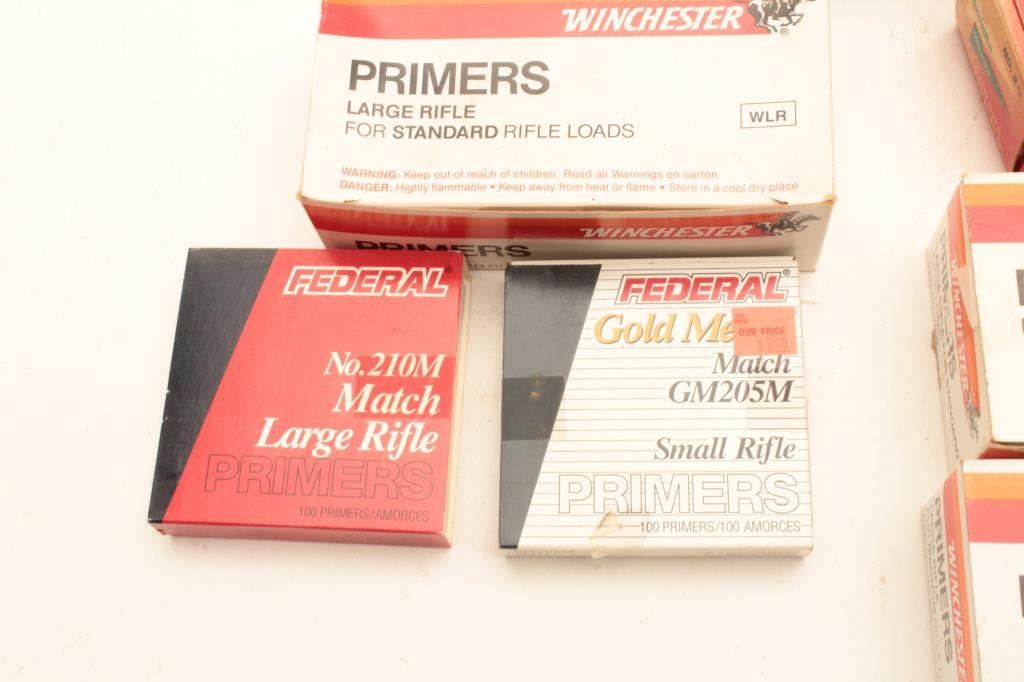 WINCHESTER
®
PRIMERS
LARGE RIFLE
FOR STANDARD RIFLE LOADS
WLR
WARNING: Keep out of reach of children. Read all Warnings on carton.
DANGER: Highly flammable • Keep away from heat or flame • Store in a cool dry place
WINCHESTER
PRIMERS
FEDERAL®
No.210M
Match
Large Rifle
PRIMERS
100 PRIMERS/AMORCES
FEDERAL®
Gold Me
OUR PRICE
Match
GM205M
Small Rifle
PRIMERS
100 PRIMERS/100 AMORCES
Remington
WINCHESTER
PRIMERS
STANDARD
WINCHESTER
PRIMERS